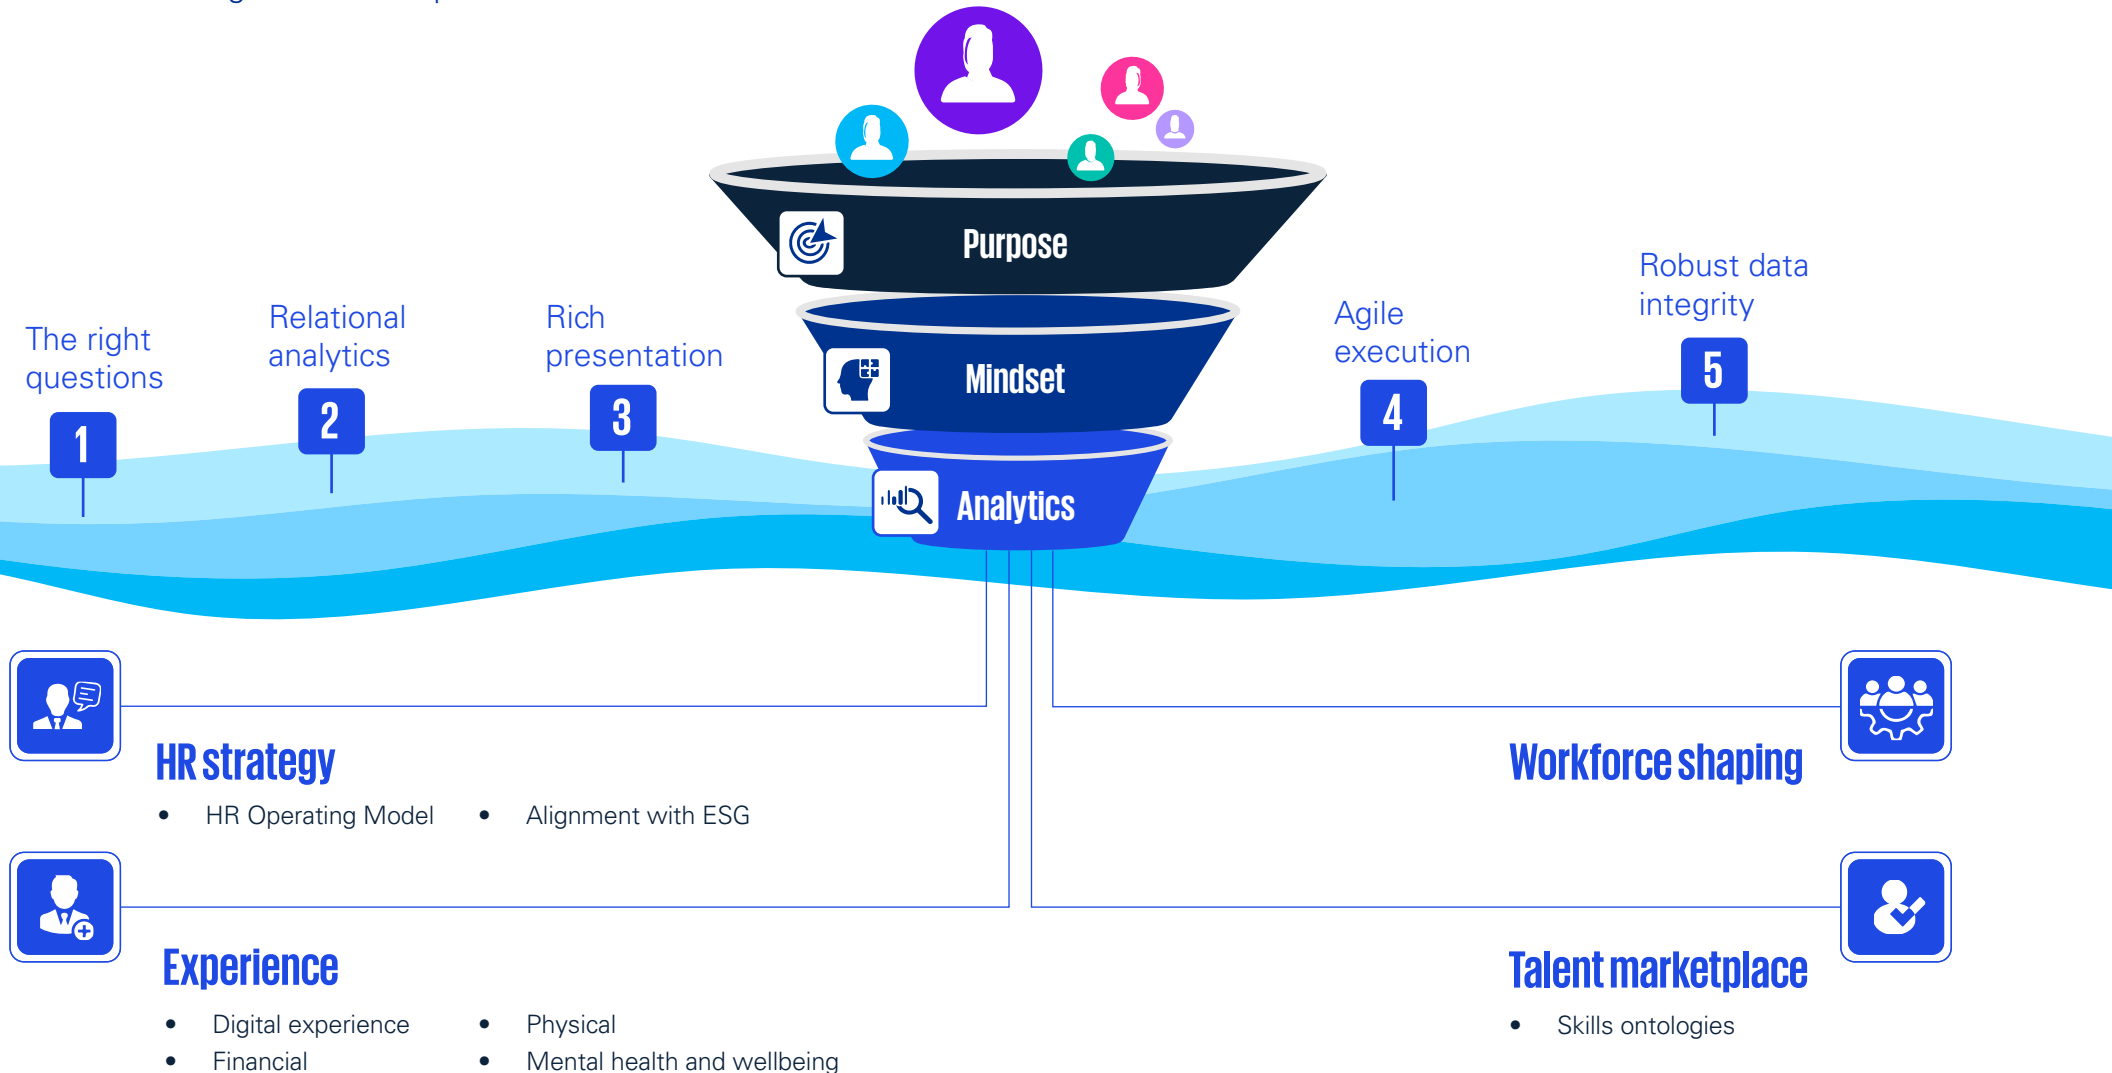 Purpose
Mindset
Analytics
The right
questions
1
Relational
analytics
2
Rich
presentation
3
Agile
execution
4
Robust data
integrity
5
HR strategy
• HR Operating Model
• Alignment with ESG
Workforce shaping
Experience
• Digital experience
• Financial
• Physical
• Mental health and wellbeing
Talent marketplace
• Skills ontologies